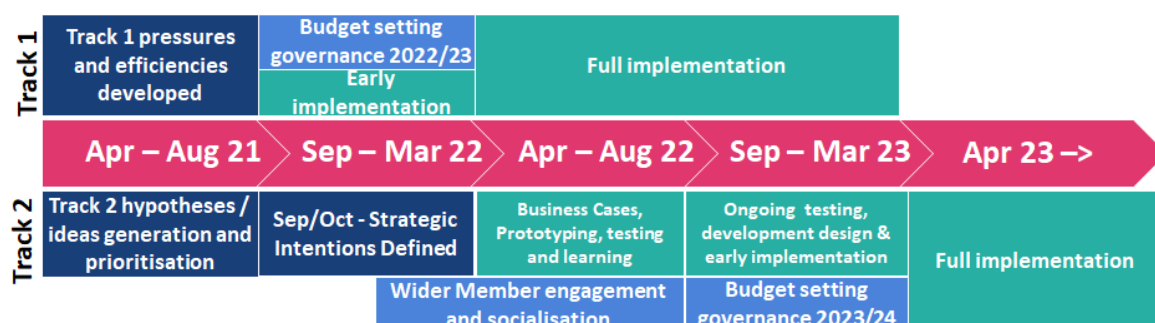 Track 1
Track 1 pressures
and efficiencies
developed
Budget setting
governance 2022/23
Early
implementation
Full implementation
Apr – Aug 21
Sep – Mar 22
Apr – Aug 22
Sep – Mar 23
Apr 23 –>
Track 2
Track 2 hypotheses /
ideas generation and
prioritisation
Sep/Oct - Strategic
Intentions Defined
Business Cases,
Prototyping, testing
and learning
Ongoing testing,
development design &
early implementation
Full implementation
Wider Member engagement
and socialisation
Budget setting
governance 2023/24